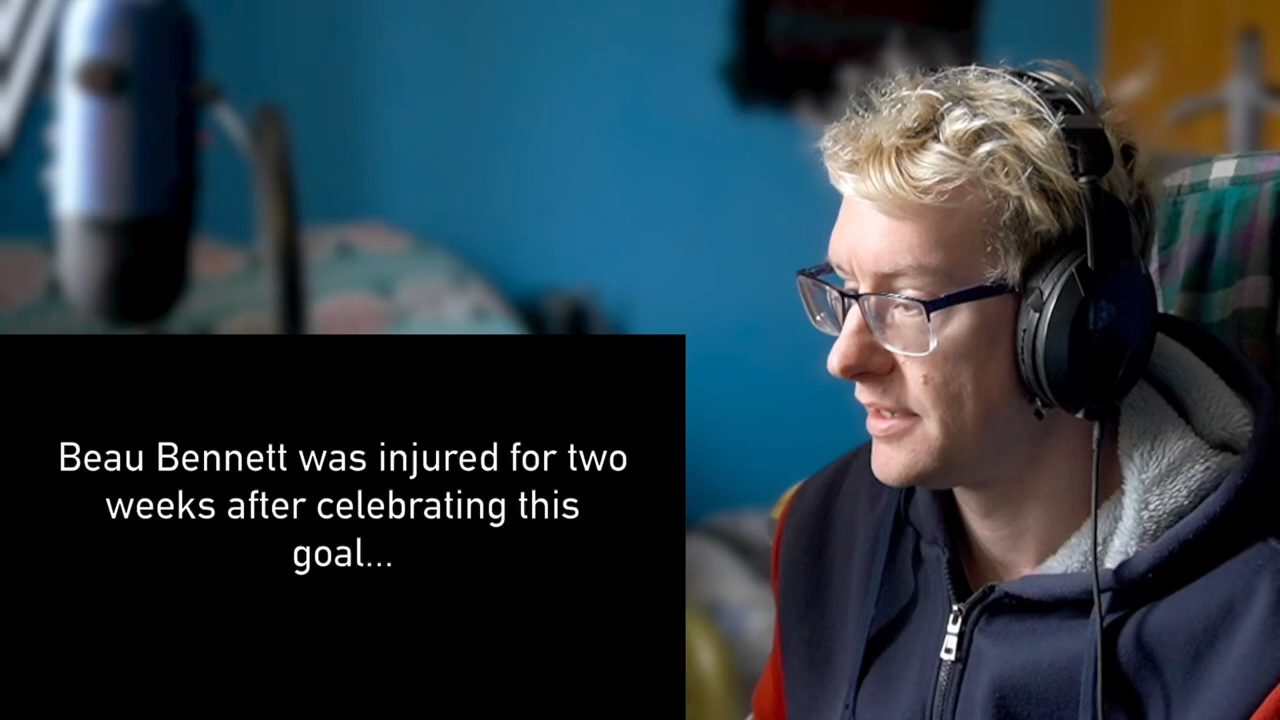 Beau Bennett was injured for two
weeks after celebrating this
goal...